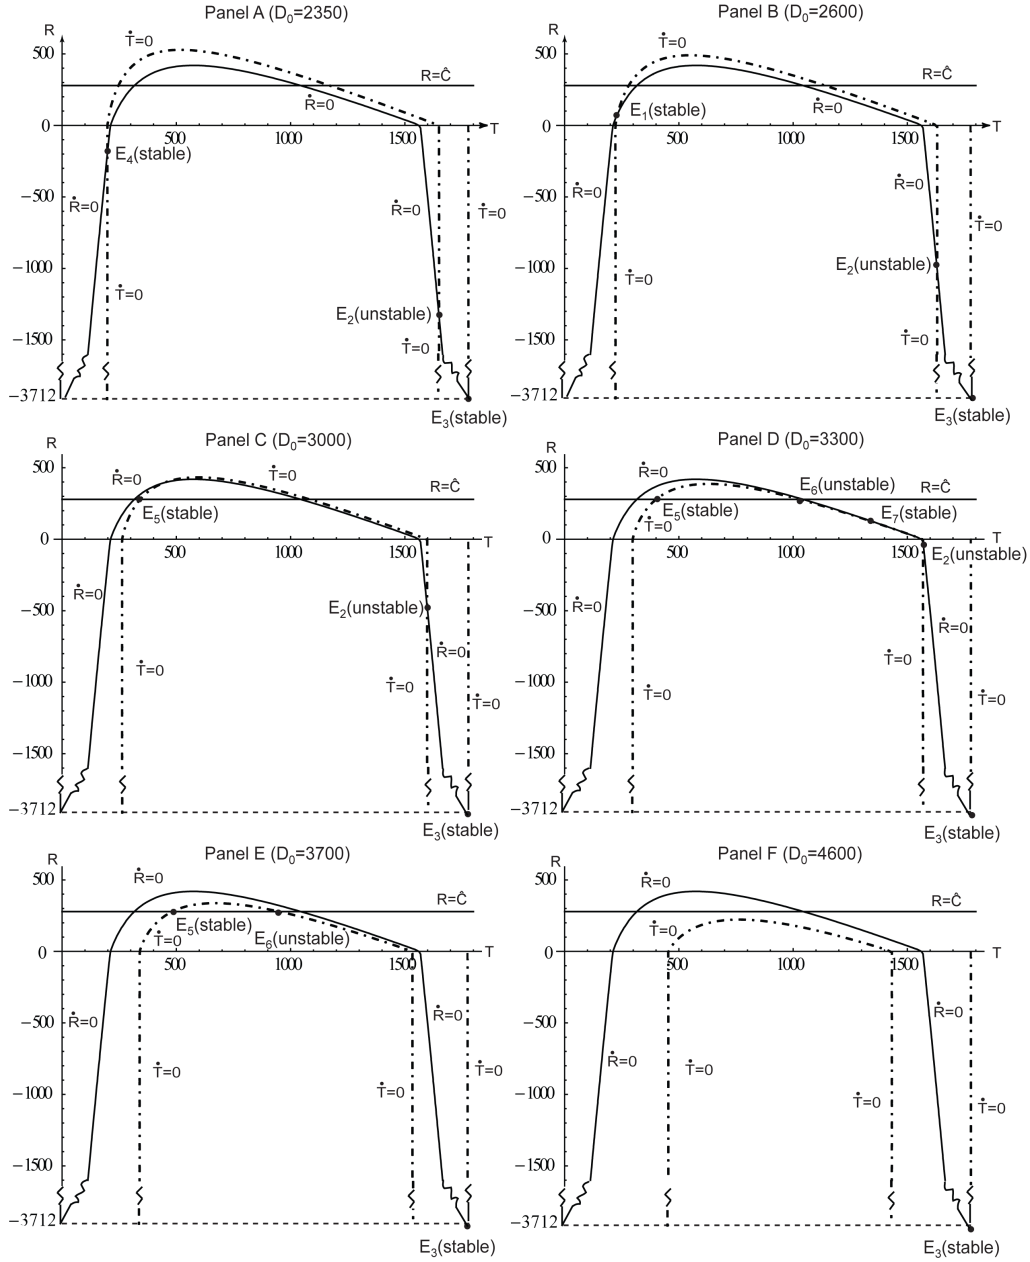 Panel A (D₀=2350)
R
Ṫ=0
500
R=Ĉ
Ṙ=0
0
500
1000
1500
T
E₄(stable)
Ṙ=0
Ṙ=0
−500
Ṫ=0
−1000
Ṫ=0
E₂(unstable)
−1500
Ṫ=0
−3712
E₃(stable)
Panel B (D₀=2600)
R
Ṫ=0
500
R=Ĉ
Ṙ=0
E₁(stable)
0
500
1000
1500
T
Ṙ=0
Ṙ=0
−500
Ṫ=0
−1000
Ṫ=0
E₂(unstable)
−1500
Ṫ=0
−3712
E₃(stable)
Panel C (D₀=3000)
R
Ṙ=0
Ṫ=0
500
R=Ĉ
E₅(stable)
0
500
1000
1500
T
Ṙ=0
−500
E₂(unstable)
Ṙ=0
Ṫ=0
−1000
Ṫ=0
Ṫ=0
−1500
−3712
E₃(stable)
Panel D (D₀=3300)
R
Ṙ=0
500
E₆(unstable)
R=Ĉ
E₅(stable)
E₇(stable)
Ṫ=0
0
500
1000
1500
T
E₂(unstable)
Ṙ=0
−500
Ṙ=0
Ṫ=0
−1000
Ṫ=0
Ṫ=0
−1500
−3712
E₃(stable)
Panel E (D₀=3700)
R
Ṙ=0
500
R=Ĉ
E₅(stable)
Ṫ=0
E₆(unstable)
0
500
1000
1500
T
Ṙ=0
Ṙ=0
−500
Ṫ=0
Ṫ=0
Ṫ=0
−1000
−1500
−3712
E₃(stable)
Panel F (D₀=4600)
R
Ṙ=0
500
R=Ĉ
Ṫ=0
0
500
1000
1500
T
Ṙ=0
−500
Ṙ=0
Ṫ=0
−1000
Ṫ=0
Ṫ=0
−1500
−3712
E₃(stable)